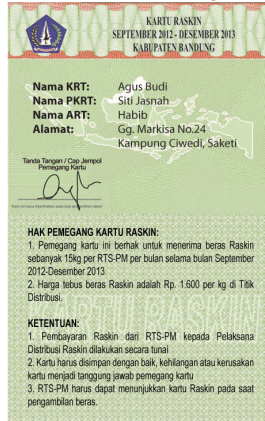 KARTU RASKIN
SEPTEMBER 2012 - DESEMBER 2013
KABUPATEN BANDUNG
Nama KRT: Agus Budi
Nama PKRT: Siti Jasnah
Nama ART: Habib
Alamat: Gg. Markisa No.24
Kampung Ciwedi, Saketi
Tanda Tangan / Cap Jempol
Pemegang Kartu
HAK PEMEGANG KARTU RASKIN:
1. Pemegang kartu ini berhak untuk menerima beras Raskin
sebanyak 15kg per RTS-PM per bulan selama bulan September
2012-Desember 2013
2. Harga tebus beras Raskin adalah Rp. 1.600 per kg di Titik
Distribusi.
KETENTUAN:
1. Pembayaran Raskin dari RTS-PM kepada Pelaksana
Distribusi Raskin dilakukan secara tunai
2. Kartu harus disimpan dengan baik, kehilangan atau kerusakan
kartu menjadi tanggung jawab pemegang kartu
3. RTS-PM harus dapat menunjukkan kartu Raskin pada saat
pengambilan beras.